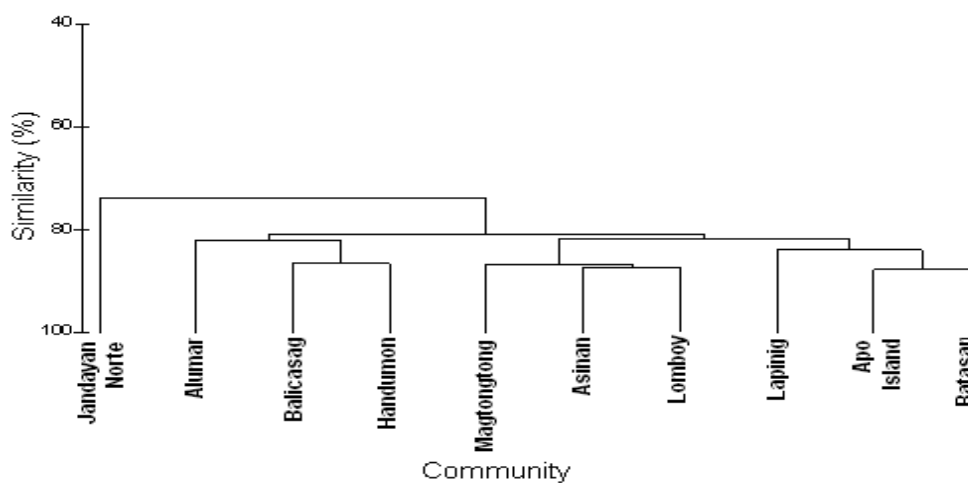 40
60
80
100
Similarity (%)
Jandayan
Norte
Alumar
Balicasag
Handumon
Magtongtong
Asinan
Lomboy
Lapinig
Apo
Island
Batasan
Community